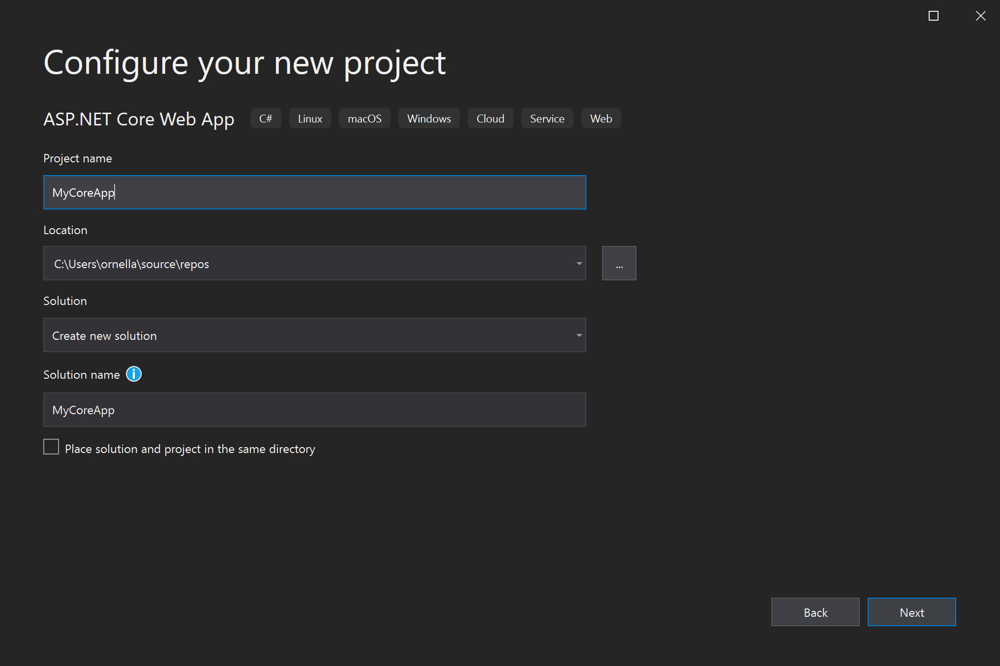 Configure your new project
ASP.NET Core Web App C# Linux macOS Windows Cloud Service Web
Project name
MyCoreApp
Location
C:\Users\ornella\source\repos
...
Solution
Create new solution
Solution name i
MyCoreApp
Place solution and project in the same directory
Back Next